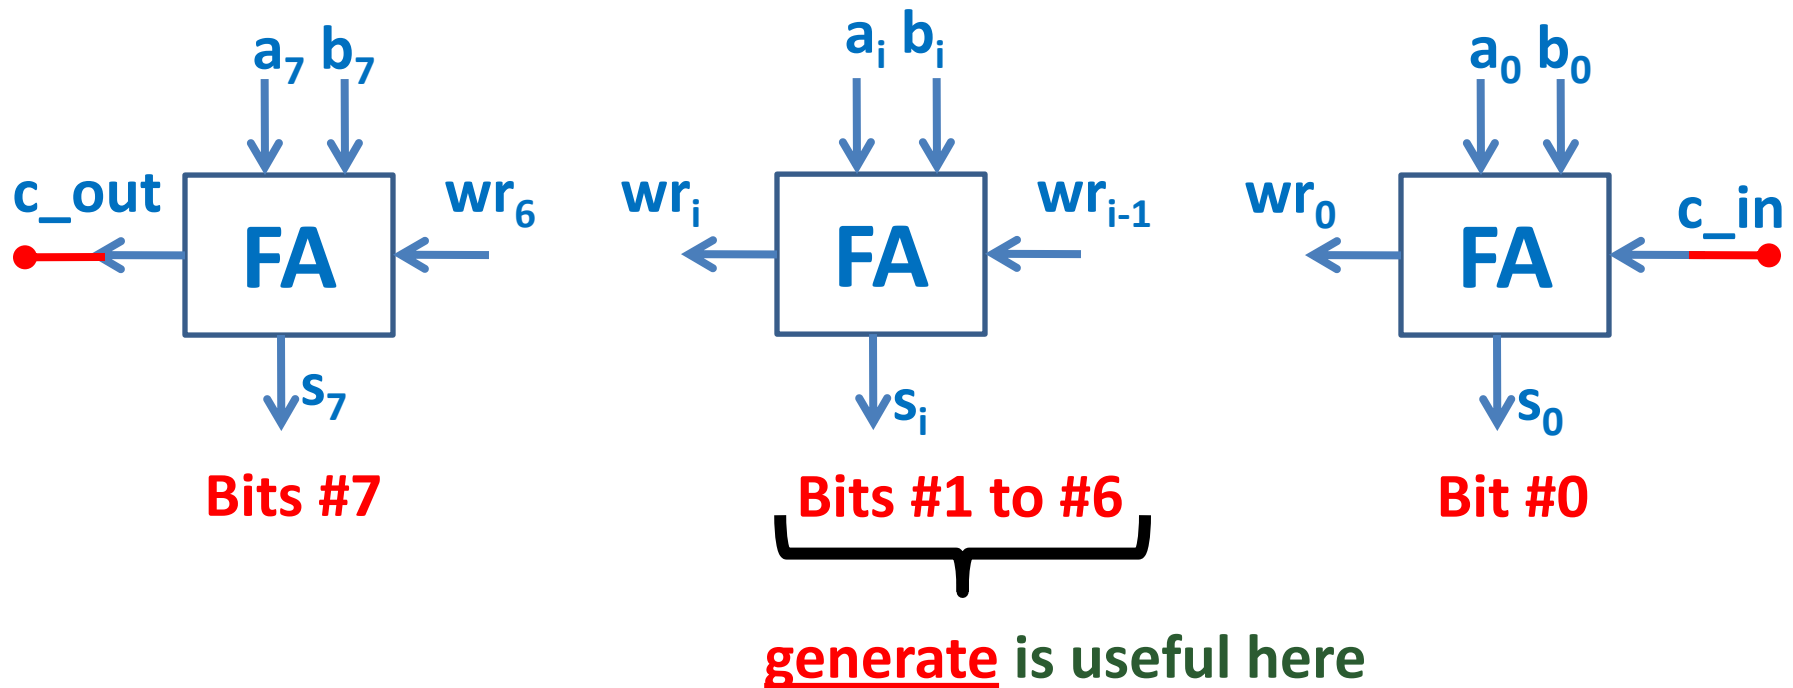 a₇ b₇
c_out
FA
wr₆
s₇
Bits #7
aᵢ bᵢ
wrᵢ
FA
wrᵢ₋₁
sᵢ
Bits #1 to #6
a₀ b₀
wr₀
FA
c_in
s₀
Bit #0
generate is useful here